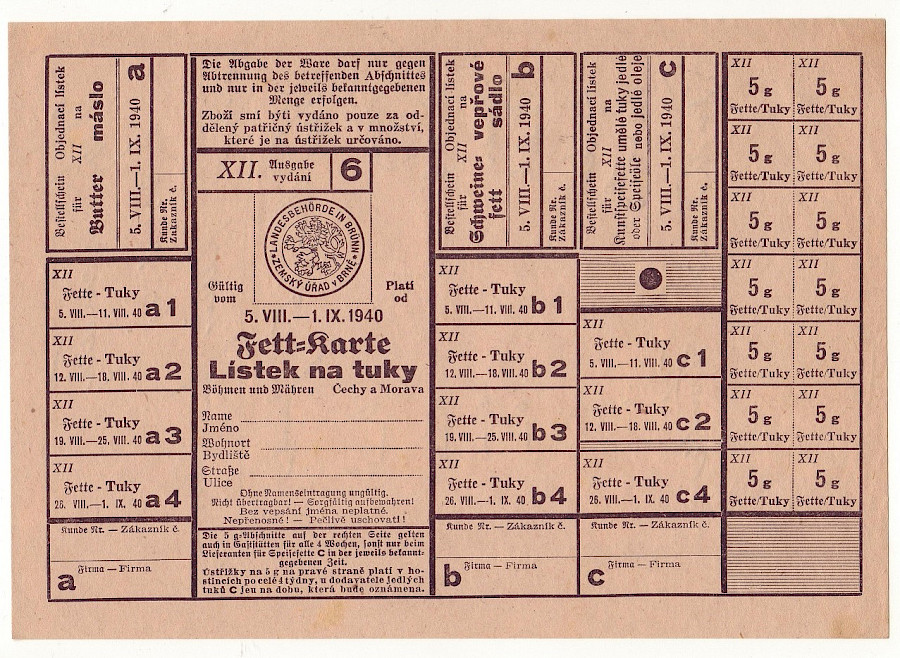 Bestellschein Objednací lístek
für XII na
Butter máslo
5. VIII.—1. IX. 1940
a
Kunde Nr.
Zákazník č.
XII
Fette - Tuky
5. VIII.—11. VIII. 40 a 1
XII
Fette - Tuky
12. VIII.—18. VIII. 40 a 2
XII
Fette - Tuky
19. VIII.—25. VIII. 40 a 3
XII
Fette - Tuky
26. VIII.—1. IX. 40 a 4
Kunde Nr. — Zákazník č.
Firma — Firma
a
Die Abgabe der Ware darf nur gegen
Abtrennung des betreffenden Abschnittes
und nur in der jeweils bekanntgegebenen
Menge erfolgen.
Zboží smí býti vydáno pouze za od-
dělený patřičný ústřižek a v množství,
které je na ústřižek určováno.
XII. Ausgabe
vydání 6
LANDESBEHÖRDE IN BRÜNN
ZEMSKÝ ÚŘAD V BRNĚ
Gültig Platí
vom od
5. VIII.—1. IX. 1940
Fett-Karte
Lístek na tuky
Böhmen und Mähren Čechy a Morava
Name
Jméno
Wohnort
Bydliště
Straße
Ulice
Ohne Namenseintragung ungültig.
Nicht übertragbar! — Sorgfältig aufbewahren!
Bez vepsání jména neplatné.
Nepřenosné! — Pečlivě uschovati!
Die 5 g-Abschnitte auf der rechten Seite gelten
auch in Gaststätten für alle 4 Wochen, sonst nur beim
Lieferanten für Speisefette C in der jeweils bekannt-
gegebenen Zeit.
Ústřižky na 5 g na pravé straně platí v ho-
stincích po celé 4 týdny, u dodavatele jedlých
tuků C jen na dobu, která bude oznámena.
Bestellschein Objednací lístek
für XII na
Schweine- vepřové
fett sádlo
5. VIII.—1. IX. 1940
b
Kunde Nr.
Zákazník č.
XII
Fette - Tuky
5. VIII.—11. VIII. 40 b 1
XII
Fette - Tuky
12. VIII.—18. VIII. 40 b 2
XII
Fette - Tuky
19. VIII.—25. VIII. 40 b 3
XII
Fette - Tuky
26. VIII.—1. IX. 40 b 4
Kunde Nr. — Zákazník č.
Firma — Firma
b
Bestellschein Objednací lístek
für XII na
Kunstspeisefette umělé tuky jedlé
oder Speiseöle nebo jedlé oleje
5. VIII.—1. IX. 1940
c
Kunde Nr.
Zákazník č.
XII
Fette - Tuky
5. VIII.—11. VIII. 40 c 1
XII
Fette - Tuky
12. VIII.—18. VIII. 40 c 2
XII
Fette - Tuky
26. VIII.—1. IX. 40 c 4
Kunde Nr. — Zákazník č.
Firma — Firma
c
XII XII
5 g 5 g
Fette/Tuky Fette/Tuky
XII XII
5 g 5 g
Fette/Tuky Fette/Tuky
XII XII
5 g 5 g
Fette/Tuky Fette/Tuky
XII XII
5 g 5 g
Fette/Tuky Fette/Tuky
XII XII
5 g 5 g
Fette/Tuky Fette/Tuky
XII XII
5 g 5 g
Fette/Tuky Fette/Tuky
XII XII
5 g 5 g
Fette/Tuky Fette/Tuky